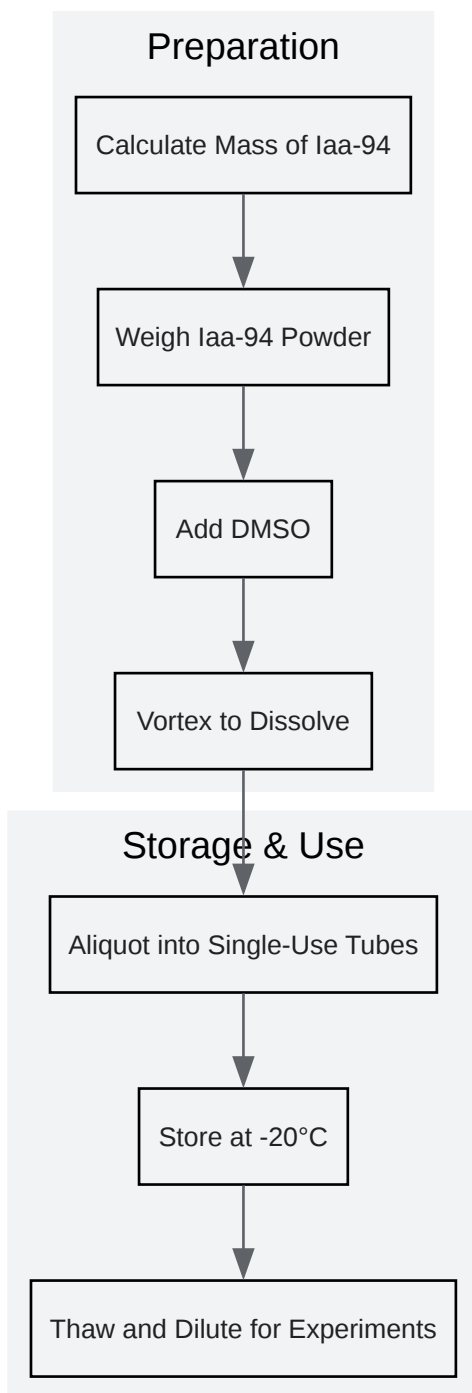 Preparation
Calculate Mass of Iaa-94
Weigh Iaa-94 Powder
Add DMSO
Vortex to Dissolve
Storage & Use
Aliquot into Single-Use Tubes
Store at -20°C
Thaw and Dilute for Experiments